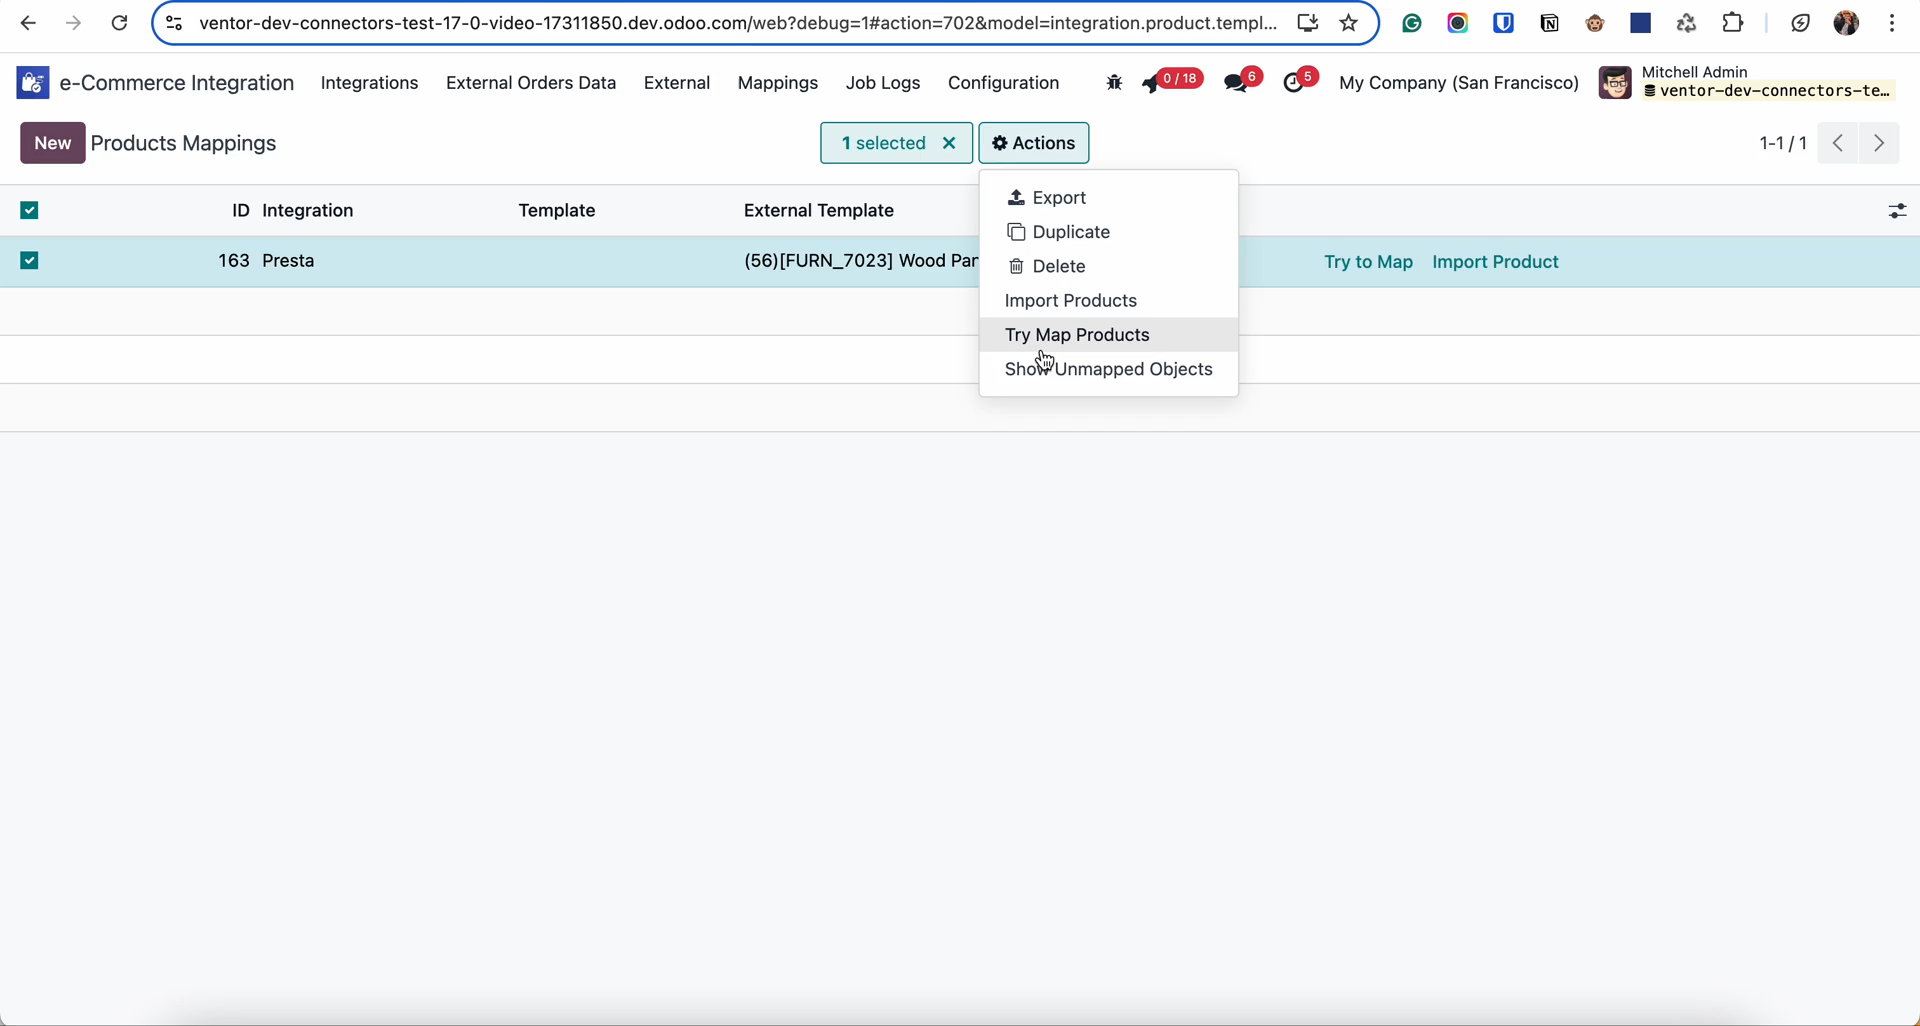 ventor-dev-connectors-test-17-0-video-17311850.dev.odoo.com/web?debug=1#action=702&model=integration.product.templ...
e-Commerce Integration Integrations External Orders Data External Mappings Job Logs Configuration 0 / 18 6 5 My Company (San Francisco) Mitchell Admin
ventor-dev-connectors-te...
New Products Mappings 1 selected Actions 1-1 / 1
ID Integration Template External Template
163 Presta (56)[FURN_7023] Wood Pan Try to Map Import Product
Export
Duplicate
Delete
Import Products
Try Map Products
Show Unmapped Objects